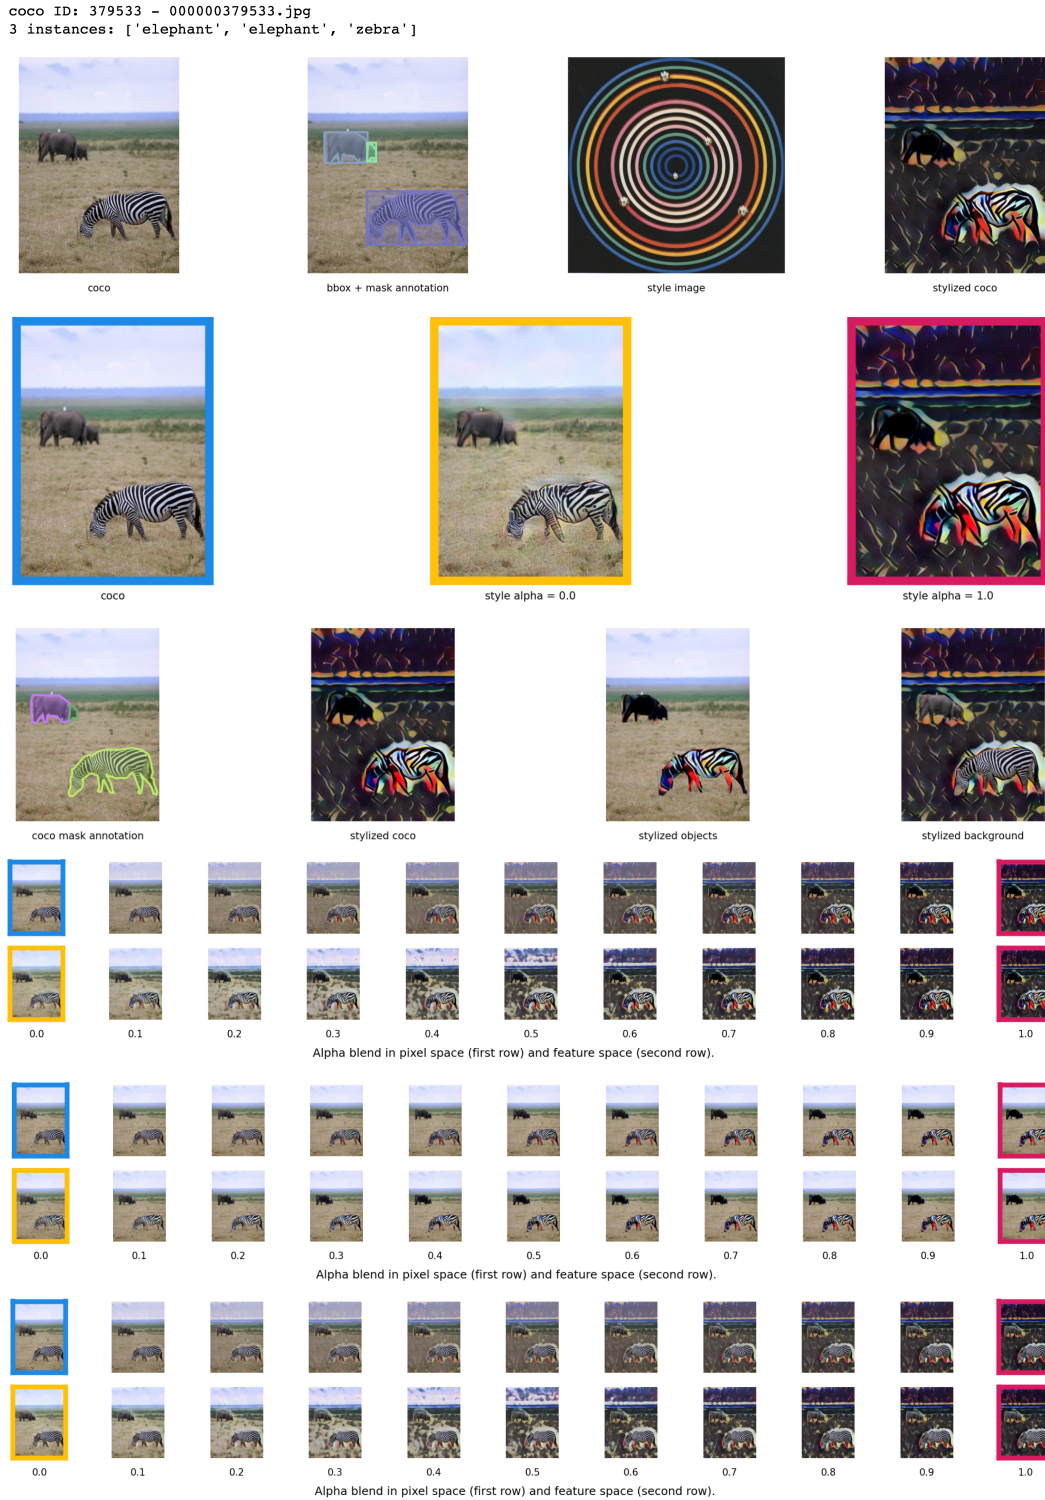 coco ID: 379533 - 000000379533.jpg
3 instances: ['elephant', 'elephant', 'zebra']
coco
bbox + mask annotation
style image
stylized coco
coco
style alpha = 0.0
style alpha = 1.0
coco mask annotation
stylized coco
stylized objects
stylized background
0.0 0.1 0.2 0.3 0.4 0.5 0.6 0.7 0.8 0.9 1.0
Alpha blend in pixel space (first row) and feature space (second row).
0.0 0.1 0.2 0.3 0.4 0.5 0.6 0.7 0.8 0.9 1.0
Alpha blend in pixel space (first row) and feature space (second row).
0.0 0.1 0.2 0.3 0.4 0.5 0.6 0.7 0.8 0.9 1.0
Alpha blend in pixel space (first row) and feature space (second row).